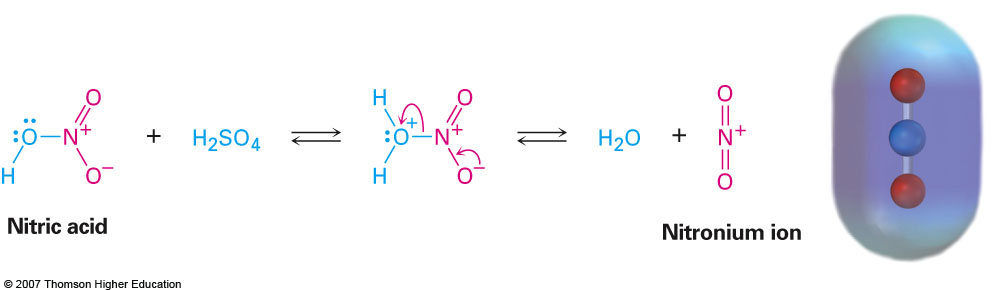 H
O
O
:O—N+ + H₂SO₄ ⇌ :O+—N+ ⇌ H₂O + N+
H
O−
H
O−
O
O
Nitric acid
Nitronium ion
© 2007 Thomson Higher Education